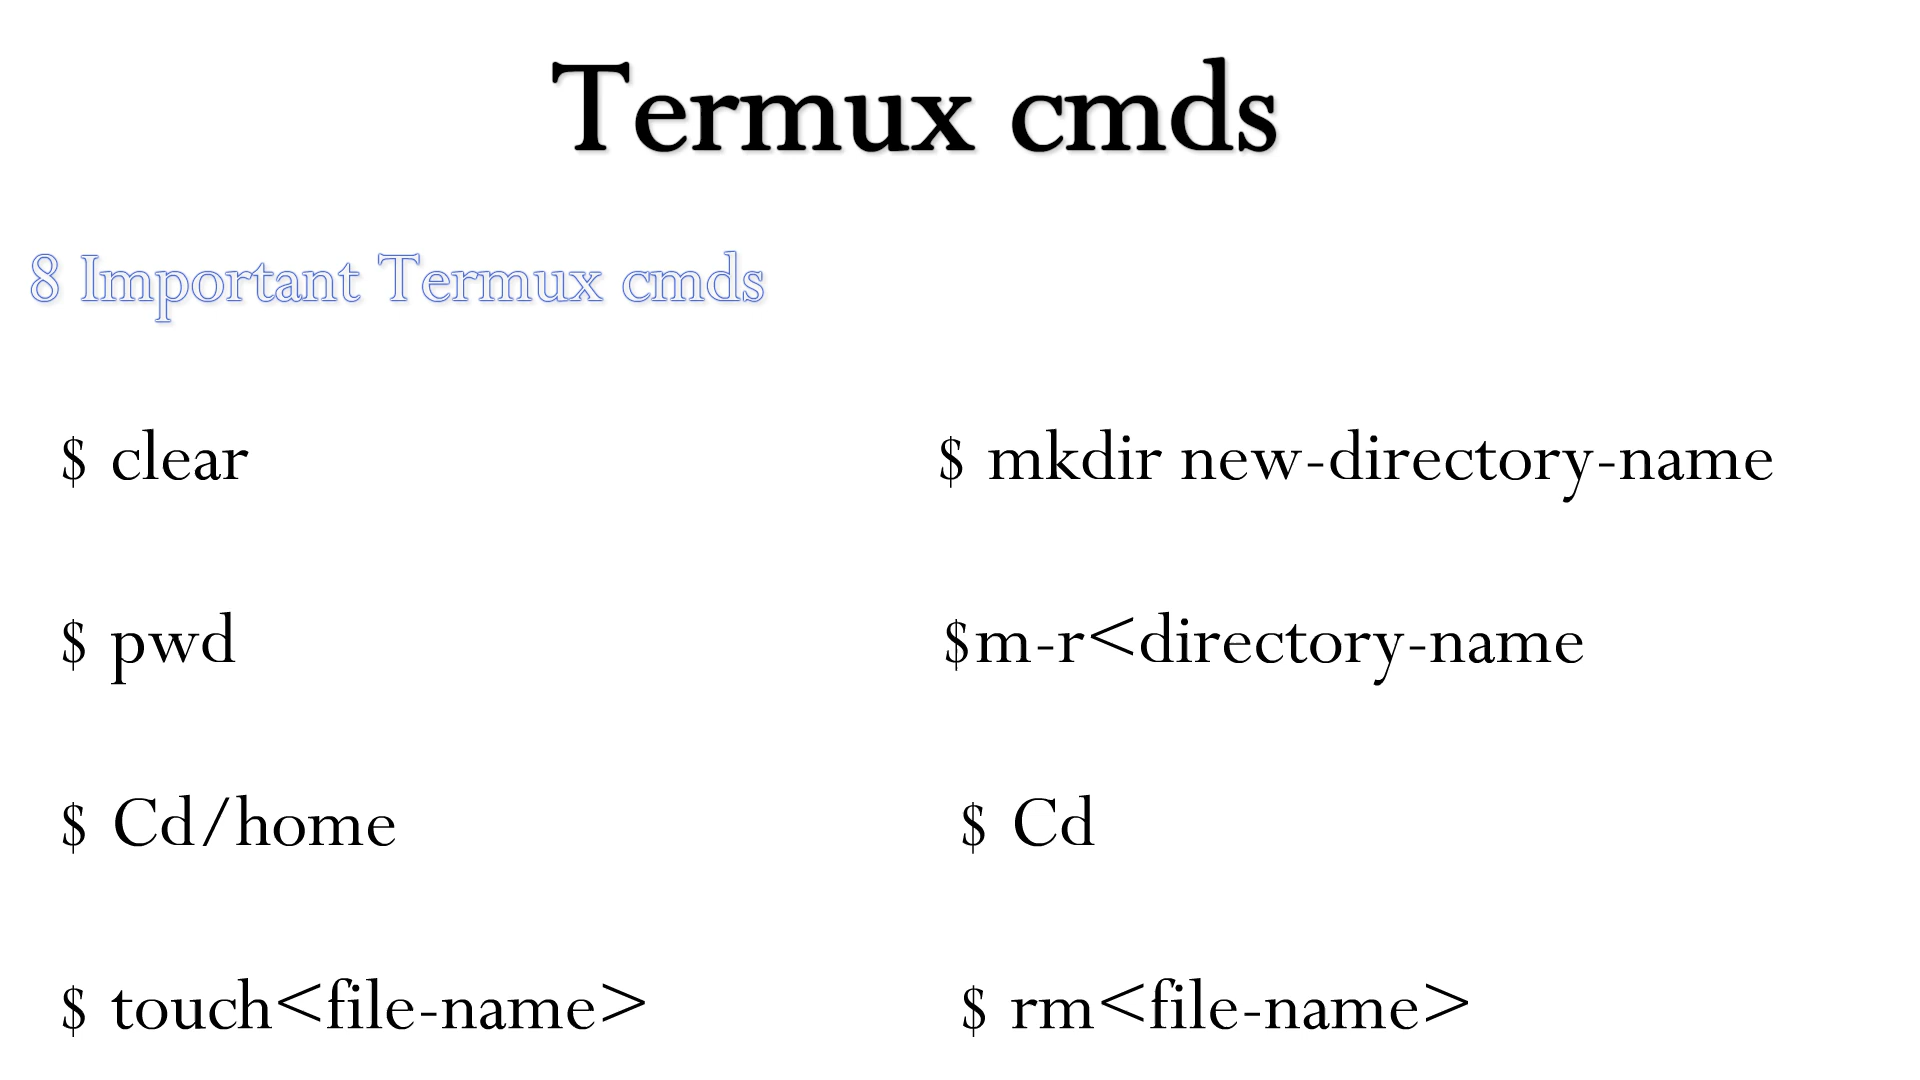 Termux cmds
8 Important Termux cmds
$ clear
$ mkdir new-directory-name
$ pwd
$m-r<directory-name
$ Cd/home
$ Cd
$ touch<file-name>
$ rm<file-name>